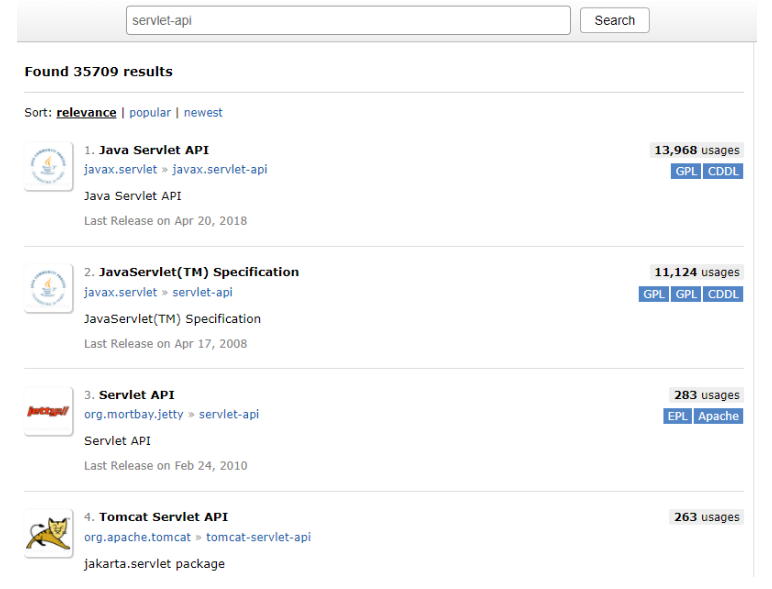 servlet-api
Search
Found 35709 results
Sort: relevance | popular | newest
1. Java Servlet API
13,968 usages
javax.servlet » javax.servlet-api
GPL CDDL
Java Servlet API
Last Release on Apr 20, 2018
2. JavaServlet(TM) Specification
11,124 usages
javax.servlet » servlet-api
GPL GPL CDDL
JavaServlet(TM) Specification
Last Release on Apr 17, 2008
jetty://
3. Servlet API
283 usages
org.mortbay.jetty » servlet-api
EPL Apache
Servlet API
Last Release on Feb 24, 2010
4. Tomcat Servlet API
263 usages
org.apache.tomcat » tomcat-servlet-api
jakarta.servlet package